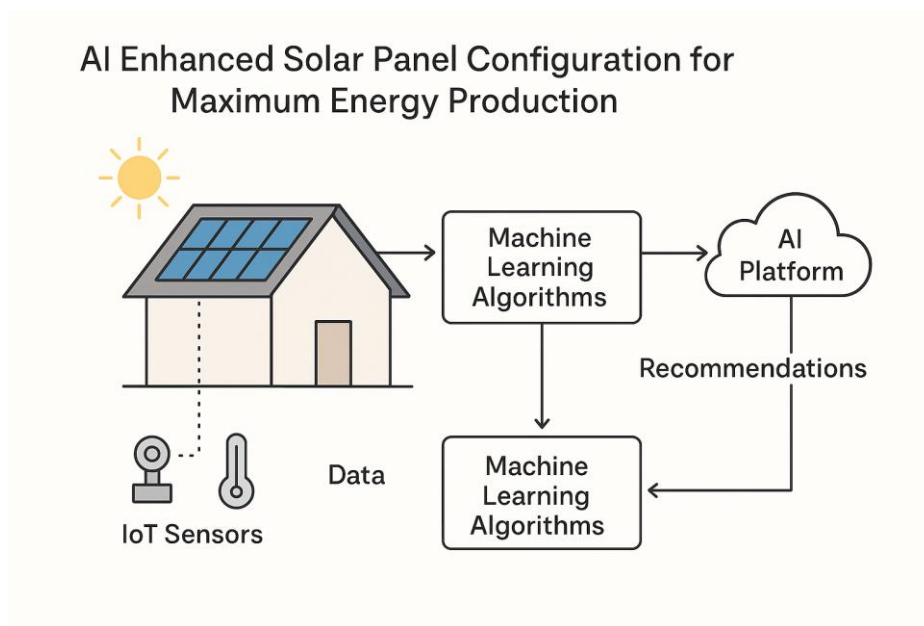 AI Enhanced Solar Panel Configuration for
Maximum Energy Production
Machine
Learning
Algorithms
AI
Platform
Recommendations
IoT Sensors
Data
Machine
Learning
Algorithms